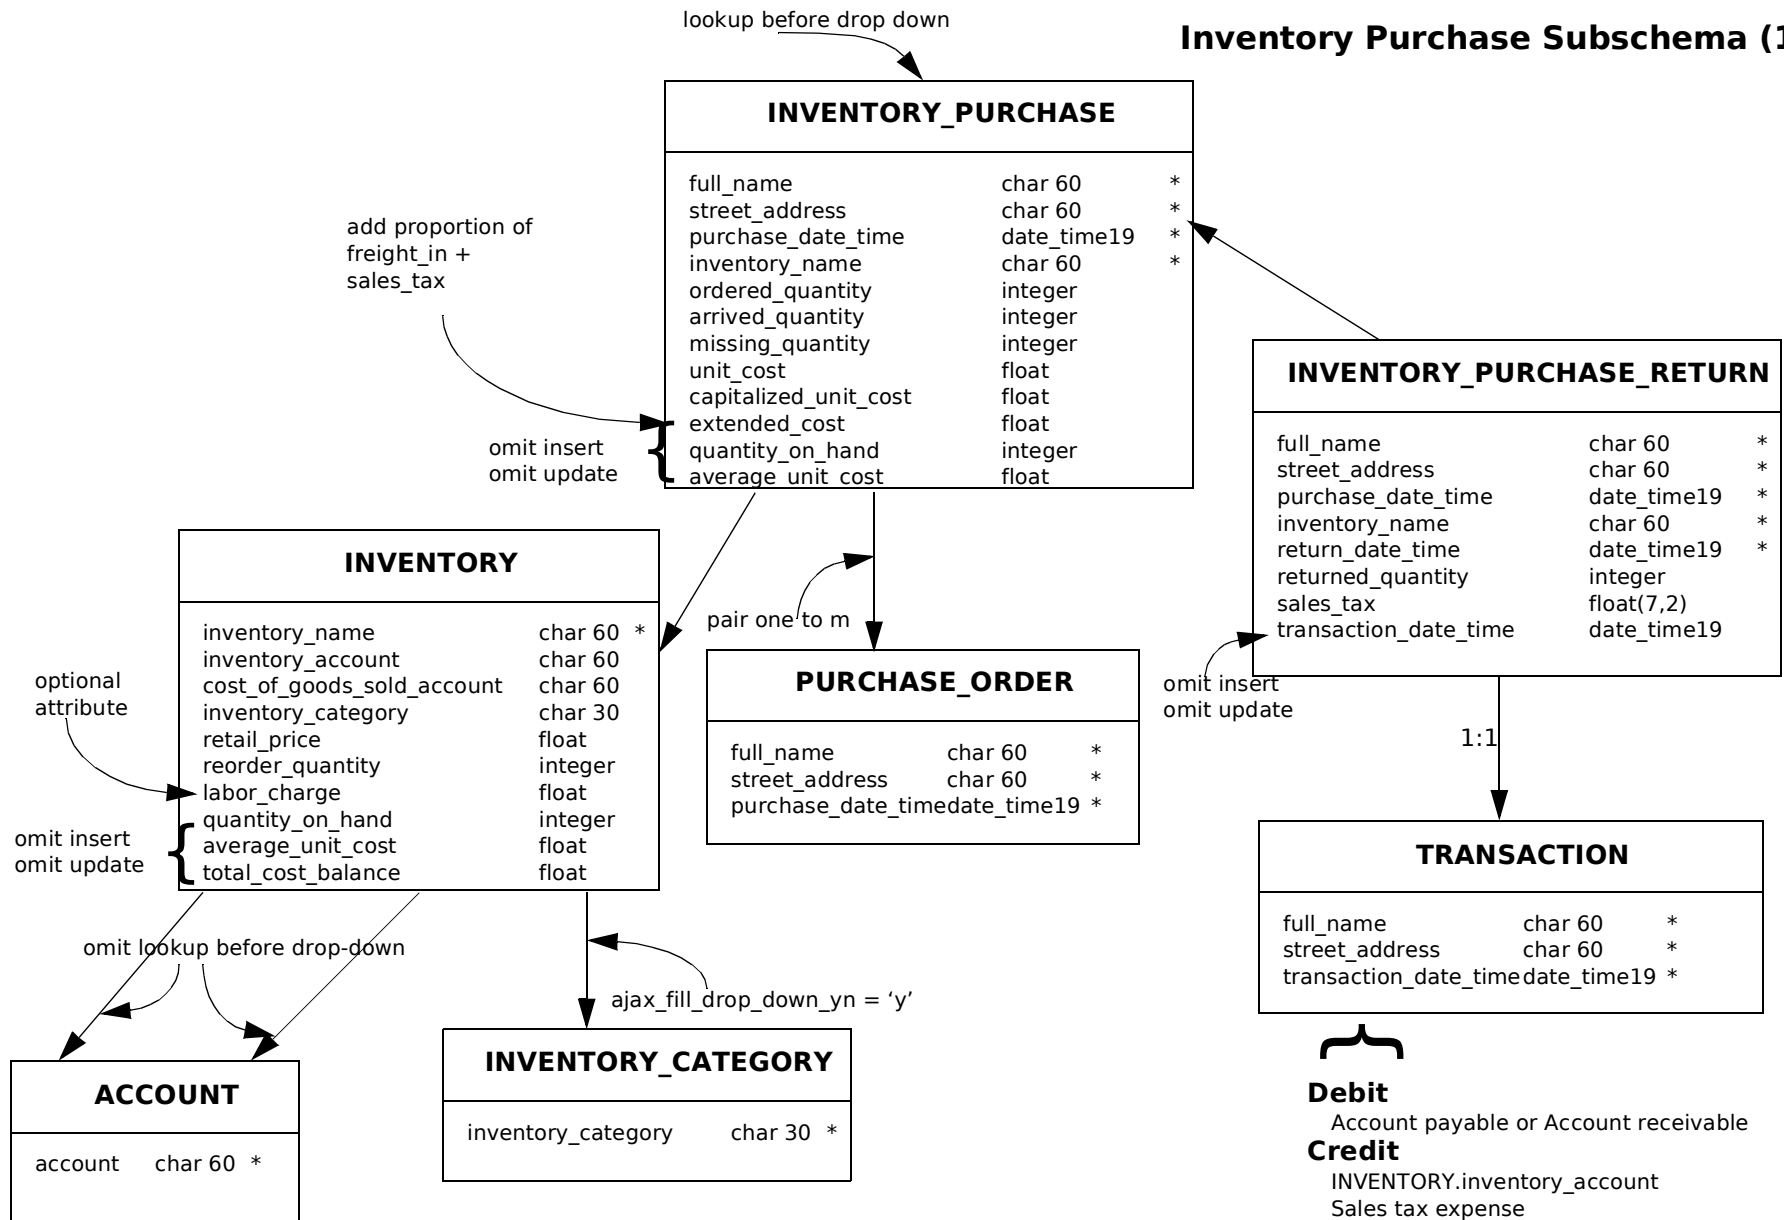 lookup before drop down
Inventory Purchase Subschema (1
INVENTORY_PURCHASE
full_name char 60 *
street_address char 60 *
purchase_date_time date_time19 *
inventory_name char 60 *
ordered_quantity integer
arrived_quantity integer
missing_quantity integer
unit_cost float
capitalized_unit_cost float
extended_cost float
quantity_on_hand integer
average_unit_cost float
add proportion of
freight_in +
sales_tax
omit insert
omit update
INVENTORY_PURCHASE_RETURN
full_name char 60 *
street_address char 60 *
purchase_date_time date_time19 *
inventory_name char 60 *
return_date_time date_time19 *
returned_quantity integer
sales_tax float(7,2)
transaction_date_time date_time19
omit insert
omit update
1:1
INVENTORY
inventory_name char 60 *
inventory_account char 60
cost_of_goods_sold_account char 60
inventory_category char 30
retail_price float
reorder_quantity integer
labor_charge float
quantity_on_hand integer
average_unit_cost float
total_cost_balance float
optional
attribute
omit insert
omit update
pair one to m
PURCHASE_ORDER
full_name char 60 *
street_address char 60 *
purchase_date_timedate_time19 *
TRANSACTION
full_name char 60 *
street_address char 60 *
transaction_date_timedate_time19 *
omit lookup before drop-down
ajax_fill_drop_down_yn = ‘y’
ACCOUNT
account char 60 *
INVENTORY_CATEGORY
inventory_category char 30 *
Debit
Account payable or Account receivable
Credit
INVENTORY.inventory_account
Sales tax expense